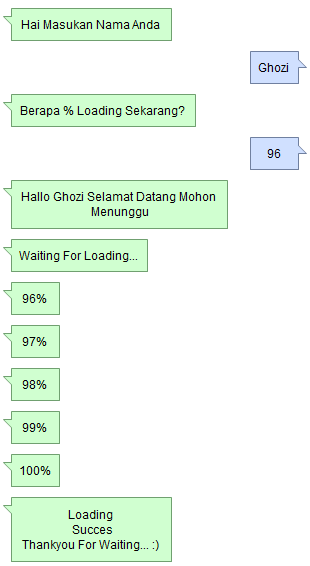 Hai Masukan Nama Anda
Ghozi
Berapa % Loading Sekarang?
96
Hallo Ghozi Selamat Datang Mohon
Menunggu
Waiting For Loading...
96%
97%
98%
99%
100%
Loading
Succes
Thankyou For Waiting... :)